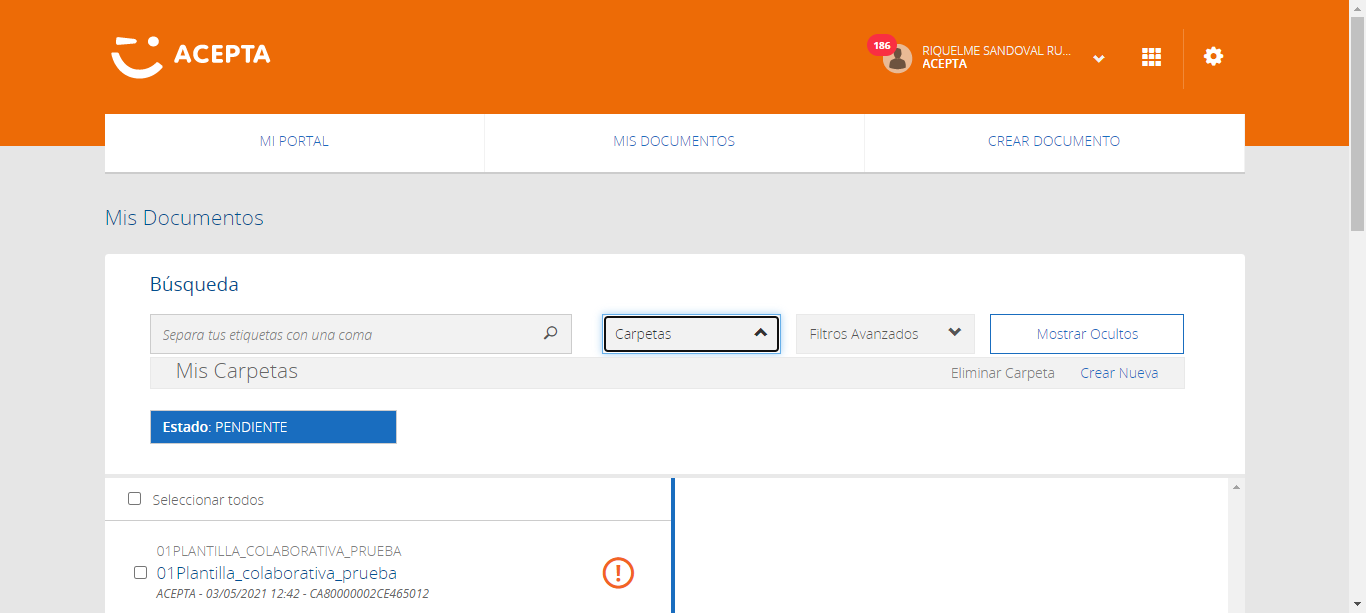 ACEPTA
186
RIQUELME SANDOVAL RU...
ACEPTA
MI PORTAL
MIS DOCUMENTOS
CREAR DOCUMENTO
Mis Documentos
Búsqueda
Separa tus etiquetas con una coma
Carpetas
Filtros Avanzados
Mostrar Ocultos
Mis Carpetas
Eliminar Carpeta
Crear Nueva
Estado: PENDIENTE
Seleccionar todos
01PLANTILLA_COLABORATIVA_PRUEBA
01Plantilla_colaborativa_prueba
ACEPTA - 03/05/2021 12:42 - CA80000002CE465012